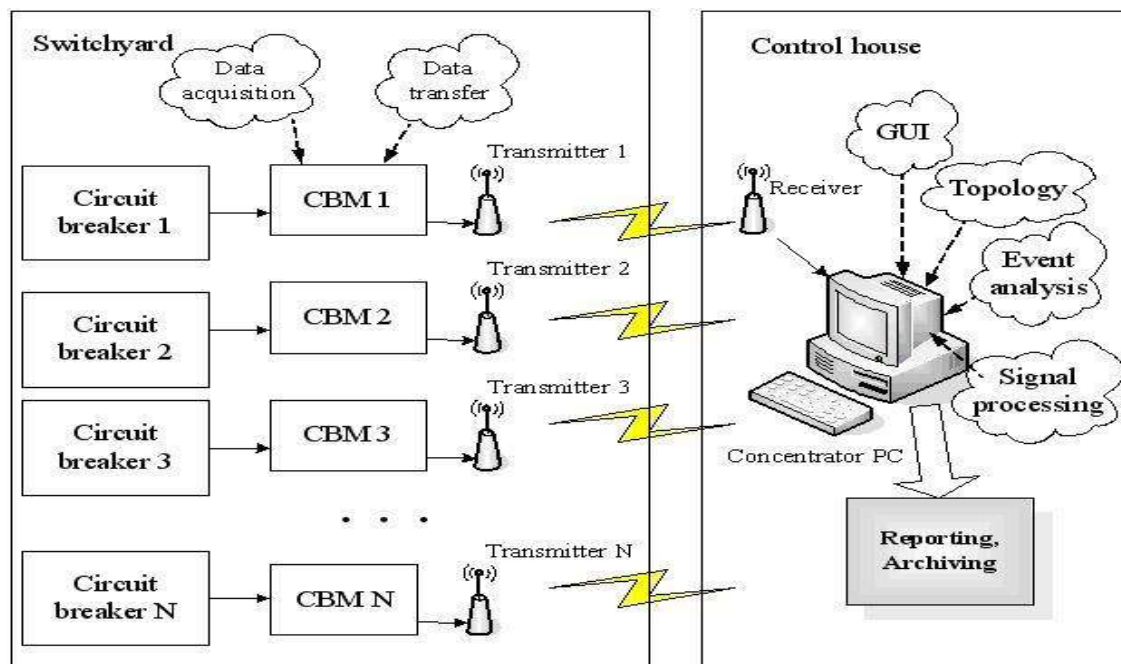 Switchyard
Data
acquisition
Data
transfer
Circuit
breaker 1
CBM 1
Transmitter 1
Circuit
breaker 2
CBM 2
Transmitter 2
Circuit
breaker 3
CBM 3
Transmitter 3
. . .
Circuit
breaker N
CBM N
Transmitter N
Control house
GUI
Receiver
Topology
Event
analysis
Signal
processing
Concentrator PC
Reporting,
Archiving